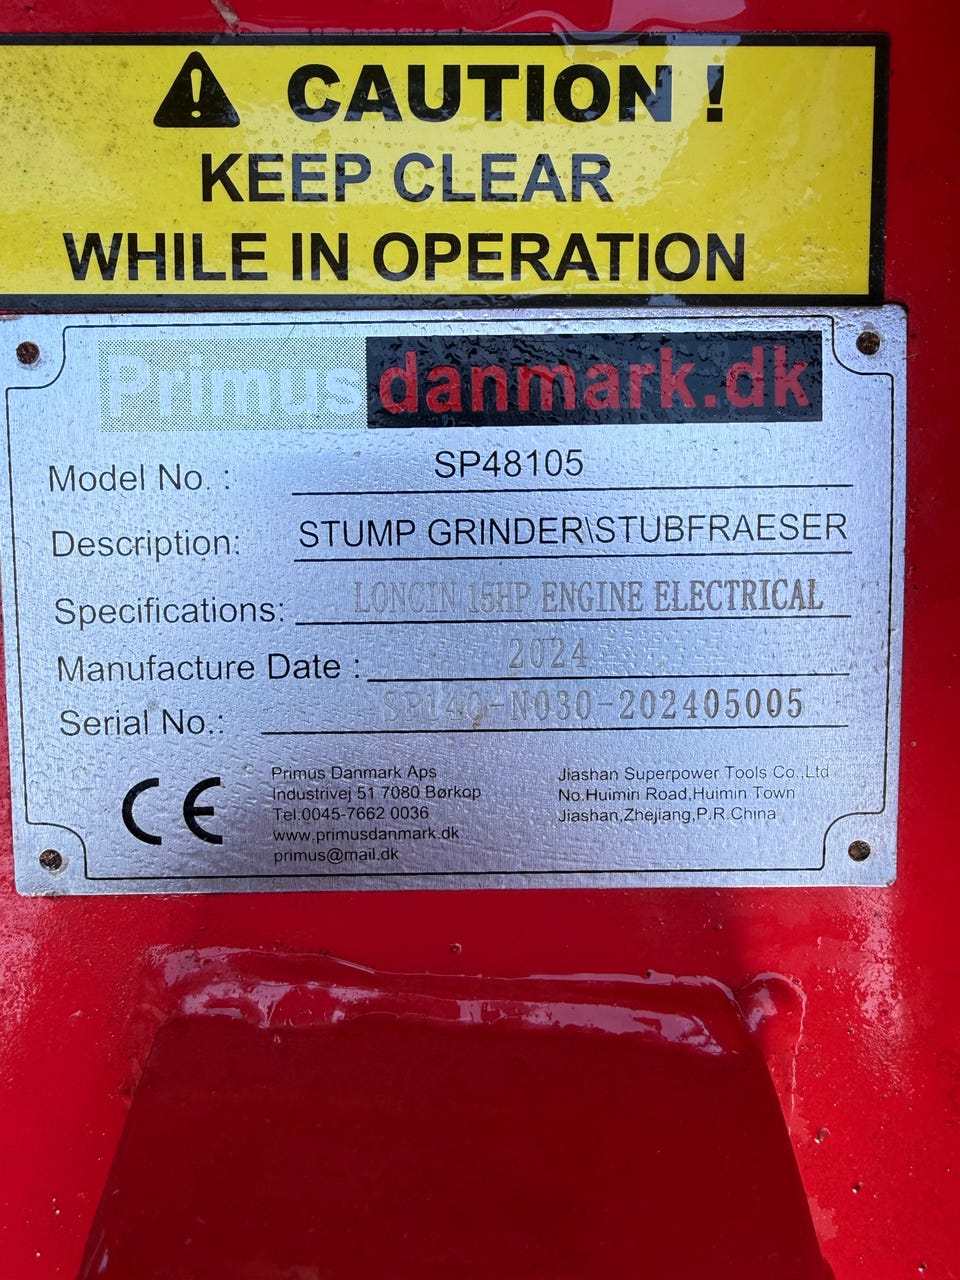 CAUTION !
KEEP CLEAR
WHILE IN OPERATION
Primusdanmark.dk
Model No. : SP48105
Description: STUMP GRINDER\STUBFRAESER
Specifications: LONCIN 15HP ENGINE ELECTRICAL
Manufacture Date : 2024
Serial No.: SP140-N030-202405005
CE
Primus Danmark Aps
Industrivej 51 7080 Børkop
Tel:0045-7662 0036
www.primusdanmark.dk
primus@mail.dk
Jiashan Superpower Tools Co.,Ltd
No.Huimin Road,Huimin Town
Jiashan,Zhejiang,P.R.China